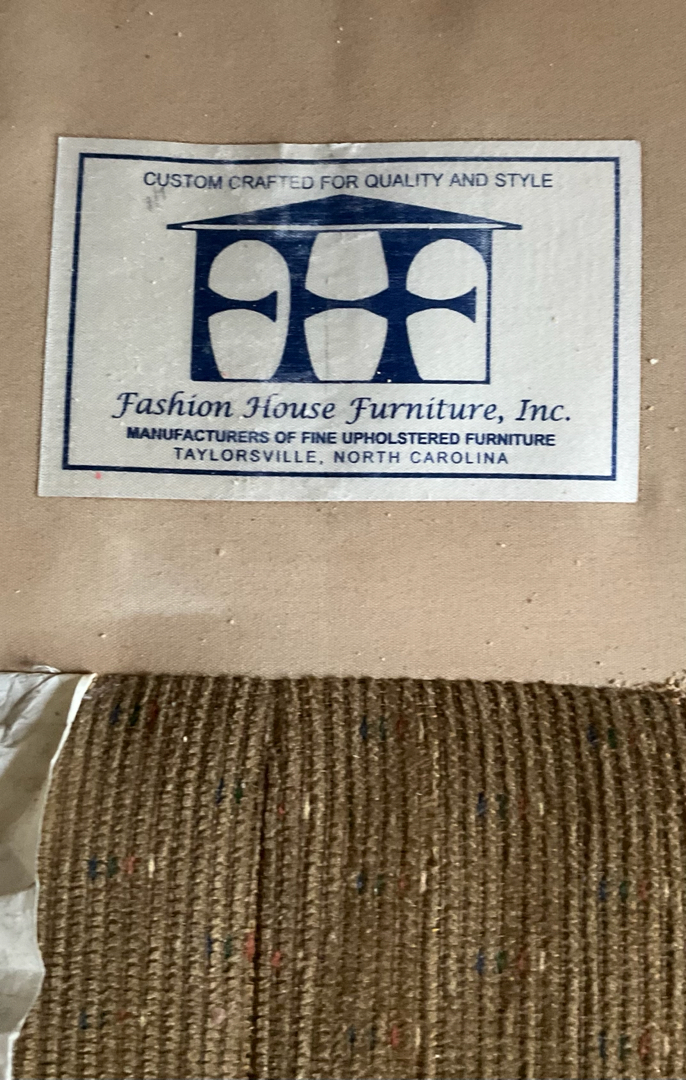 CUSTOM CRAFTED FOR QUALITY AND STYLE
Fashion House Furniture, Inc.
MANUFACTURERS OF FINE UPHOLSTERED FURNITURE
TAYLORSVILLE, NORTH CAROLINA